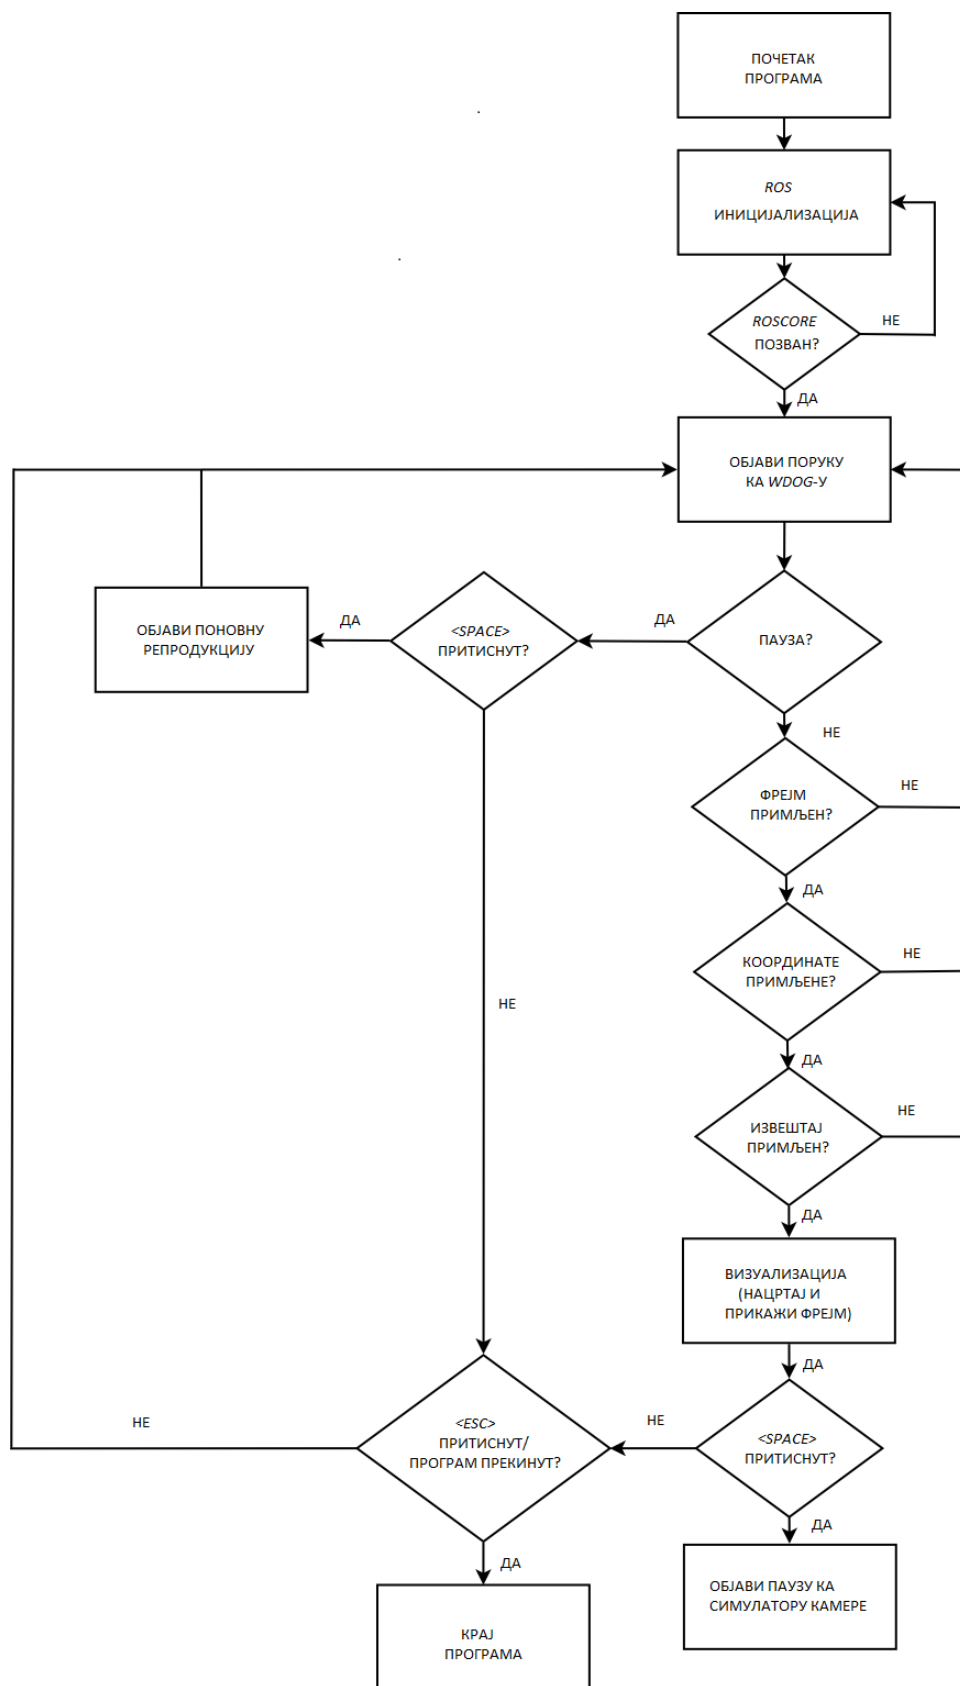 ПОЧЕТАК
ПРОГРАМА
ROS
ИНИЦИЈАЛИЗАЦИЈА
ROSCORE
ПОЗВАН?
НЕ
ДА
ОБЈАВИ ПОРУКУ
КА WDOG-У
ПАУЗА?
ДА
<SPACE>
ПРИТИСНУТ?
ДА
ОБЈАВИ ПОНОВНУ
РЕПРОДУКЦИЈУ
НЕ
ФРЕЈМ
ПРИМЉЕН?
НЕ
ДА
КООРДИНАТЕ
ПРИМЉЕНЕ?
НЕ
НЕ
ДА
ИЗВЕШТАЈ
ПРИМЉЕН?
НЕ
ДА
ВИЗУАЛИЗАЦИЈА
(НАЦРТАЈ И
ПРИКАЖИ ФРЕЈМ)
ДА
<SPACE>
ПРИТИСНУТ?
НЕ
<ESC>
ПРИТИСНУТ/
ПРОГРАМ ПРЕКИНУТ?
НЕ
ДА
ОБЈАВИ ПАУЗУ КА
СИМУЛАТОРУ КАМЕРЕ
ДА
КРАЈ
ПРОГРАМА